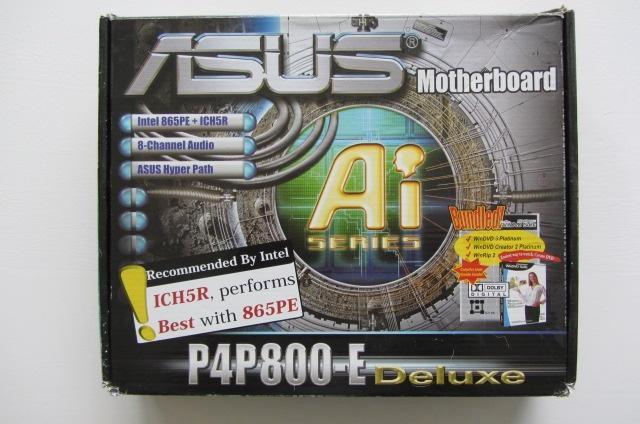 ASUS®
Motherboard
Intel 865PE + ICH5R
8-Channel Audio
ASUS Hyper Path
Ai
SERIES
Bundled!
WinDVD 5 Platinum
WinDVD Creator 2 Platinum
WinRip 2
DOLBY
DIGITAL
Recommended By Intel
ICH5R, performs
Best with 865PE
!
P4P800-E Deluxe